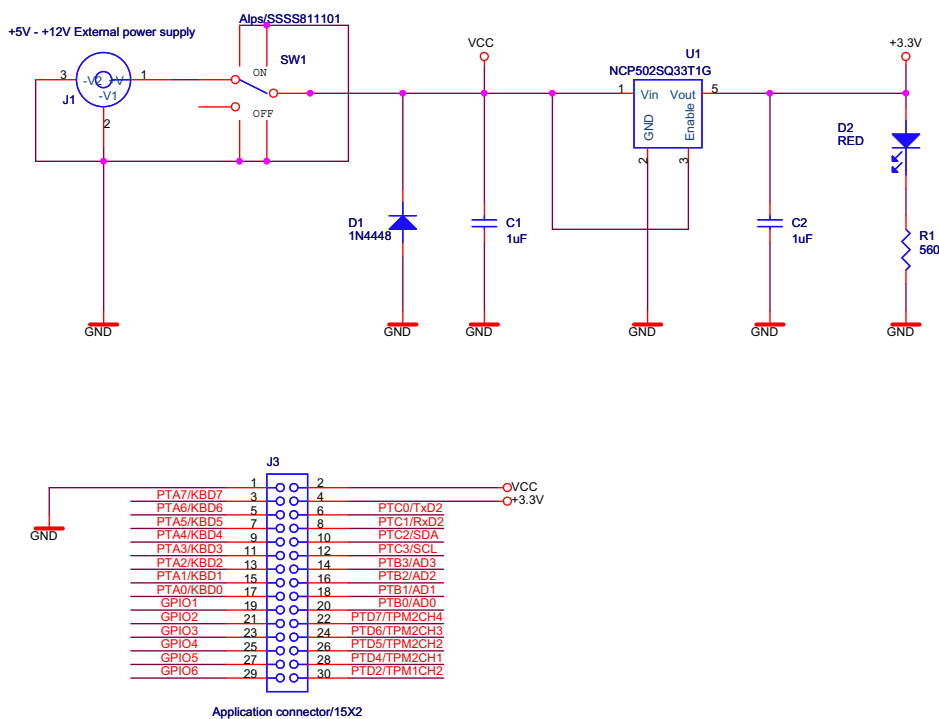 Alps/SSSS811101
+5V - +12V External power supply
SW1
ON
OFF
3
-V2 +V
-V1
1
J1
2
GND
VCC
D1
1N4448
GND
C1
1uF
GND
U1
NCP502SQ33T1G
1
Vin
Vout
5
GND
Enable
2
3
GND
C2
1uF
GND
+3.3V
D2
RED
R1
560
GND
J3
1
2
VCC
PTA7/KBD7
3
4
+3.3V
PTA6/KBD6
5
6
PTC0/TxD2
PTA5/KBD5
7
8
PTC1/RxD2
PTA4/KBD4
9
10
PTC2/SDA
PTA3/KBD3
11
12
PTC3/SCL
PTA2/KBD2
13
14
PTB3/AD3
PTA1/KBD1
15
16
PTB2/AD2
PTA0/KBD0
17
18
PTB1/AD1
GPIO1
19
20
PTB0/AD0
GPIO2
21
22
PTD7/TPM2CH4
GPIO3
23
24
PTD6/TPM2CH3
GPIO4
25
26
PTD5/TPM2CH2
GPIO5
27
28
PTD4/TPM2CH1
GPIO6
29
30
PTD2/TPM1CH2
GND
Application connector/15X2